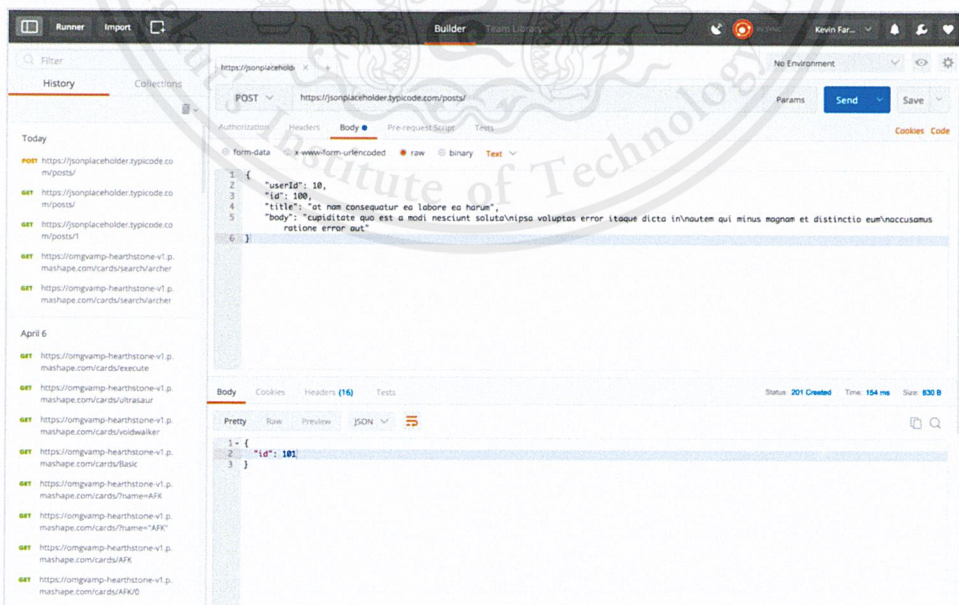 Runner Import Builder Team Library IN SYNC Kevin Far...
Filter
History Collections
https://jsonplaceholde × +
No Environment
POST https://jsonplaceholder.typicode.com/posts/ Params Send Save
Authorization Headers Body Pre-request Script Tests Cookies Code
form-data x-www-form-urlencoded raw binary Text
1 {
2 "userId": 10,
3 "id": 100,
4 "title": "at nam consequatur ea labore ea harum",
5 "body": "cupiditate quo est a modi nesciunt soluta\nipsa voluptas error itaque dicta in\nautem qui minus magnam et distinctio eum\naccusamus
ratione error aut"
6 }
Today
POST https://jsonplaceholder.typicode.co
m/posts/
GET https://jsonplaceholder.typicode.co
m/posts/
GET https://jsonplaceholder.typicode.co
m/posts/1
GET https://omgvamp-hearthstone-v1.p.
mashape.com/cards/search/archer
GET https://omgvamp-hearthstone-v1.p.
mashape.com/cards/search/archer
April 6
GET https://omgvamp-hearthstone-v1.p.
mashape.com/cards/execute
GET https://omgvamp-hearthstone-v1.p.
mashape.com/cards/ultrasaur
GET https://omgvamp-hearthstone-v1.p.
mashape.com/cards/voidwalker
GET https://omgvamp-hearthstone-v1.p.
mashape.com/cards/Basic
GET https://omgvamp-hearthstone-v1.p.
mashape.com/cards/?name=AFK
GET https://omgvamp-hearthstone-v1.p.
mashape.com/cards/?name="AFK"
GET https://omgvamp-hearthstone-v1.p.
mashape.com/cards/AFK
GET https://omgvamp-hearthstone-v1.p.
mashape.com/cards/AFK/0
Body Cookies Headers (16) Tests Status: 201 Created Time: 154 ms Size: 630 B
Pretty Raw Preview JSON
1 {
2 "id": 101
3 }
Institute of Technology